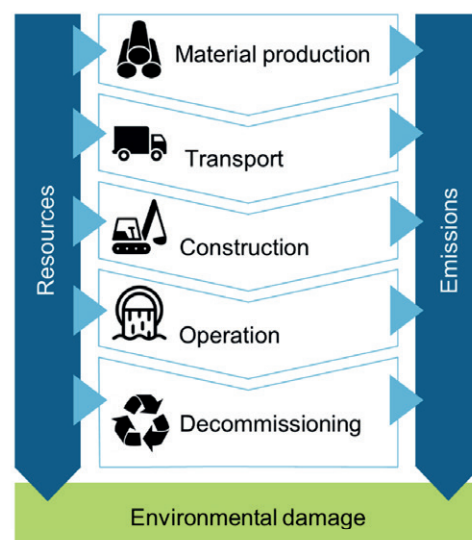 Material production
Transport
Construction
Operation
Decommissioning
Resources
Emissions
Environmental damage